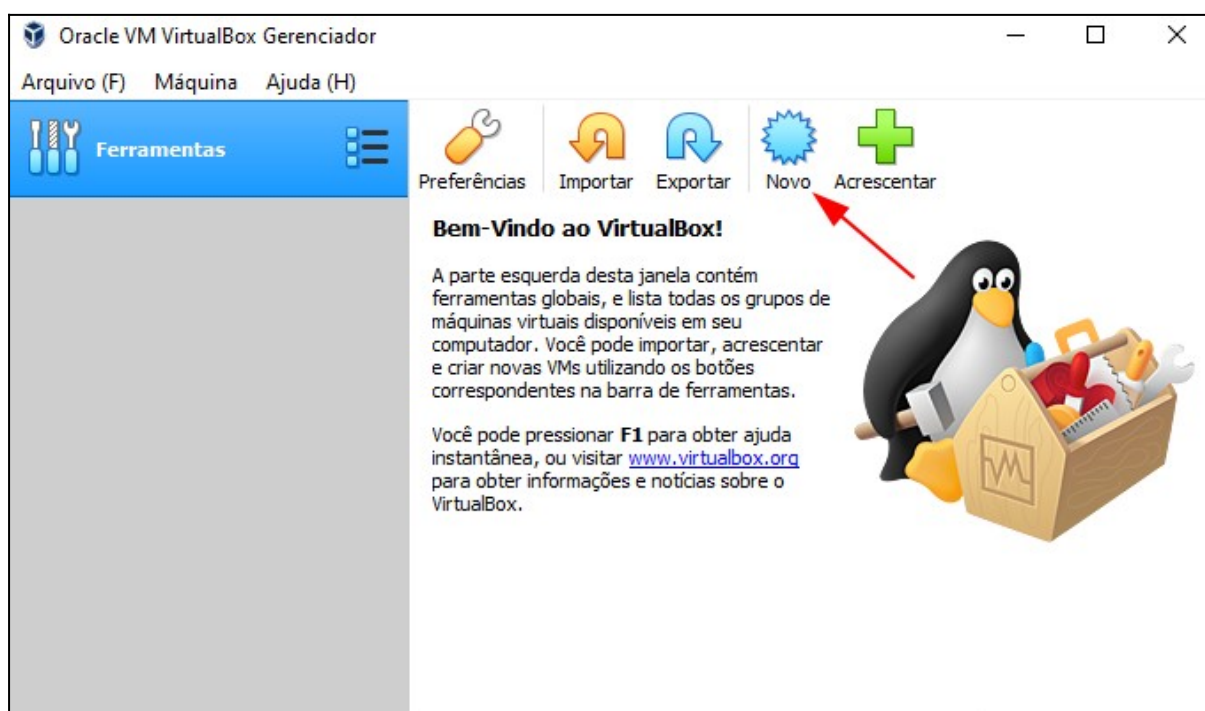 Oracle VM VirtualBox Gerenciador
Arquivo (F) Máquina Ajuda (H)
Ferramentas
Preferências Importar Exportar Novo Acrescentar
Bem-Vindo ao VirtualBox!
A parte esquerda desta janela contém
ferramentas globais, e lista todas os grupos de
máquinas virtuais disponíveis em seu
computador. Você pode importar, acrescentar
e criar novas VMs utilizando os botões
correspondentes na barra de ferramentas.
Você pode pressionar F1 para obter ajuda
instantânea, ou visitar www.virtualbox.org
para obter informações e notícias sobre o
VirtualBox.